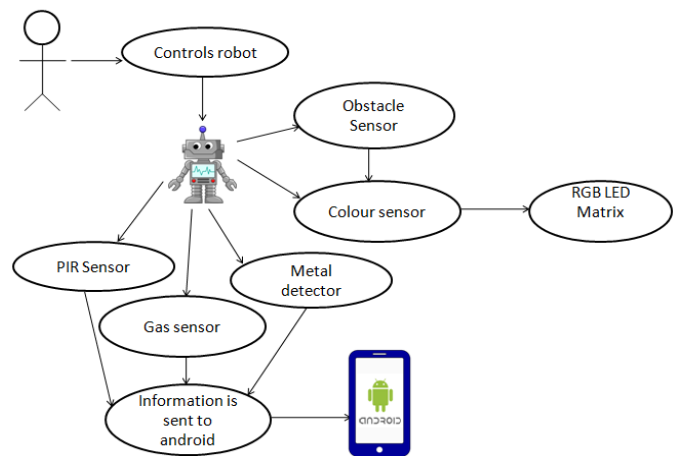 Controls robot
Obstacle
Sensor
Colour sensor
RGB LED
Matrix
PIR Sensor
Metal
detector
Gas sensor
Information is
sent to
android
android